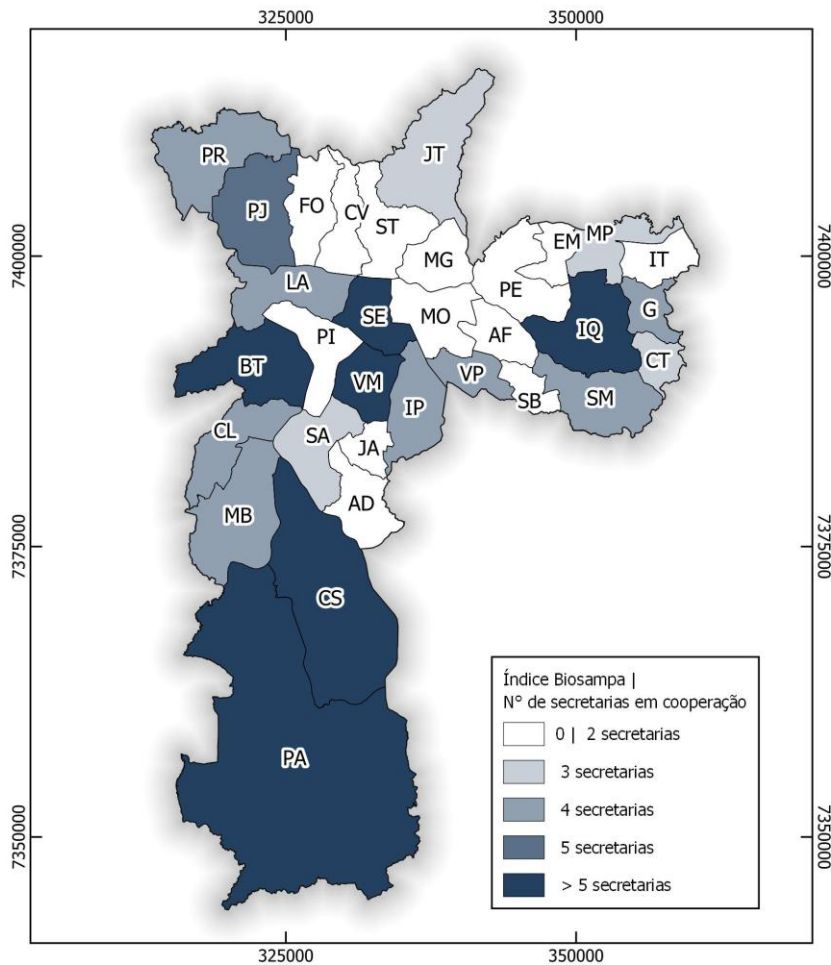 325000 350000
PR
JT
PJ
FO
CV
ST
7400000
MG
EM
MP
IT
7400000
LA
SE
MO
PE
G
PI
AF
IQ
BT
VM
VP
CT
IP
SB
SM
CL
SA
JA
MB
AD
7375000
7375000
CS
PA
Índice Biosampa |
N° de secretarias em cooperação
0 | 2 secretarias
3 secretarias
4 secretarias
5 secretarias
> 5 secretarias
7350000
7350000
325000 350000